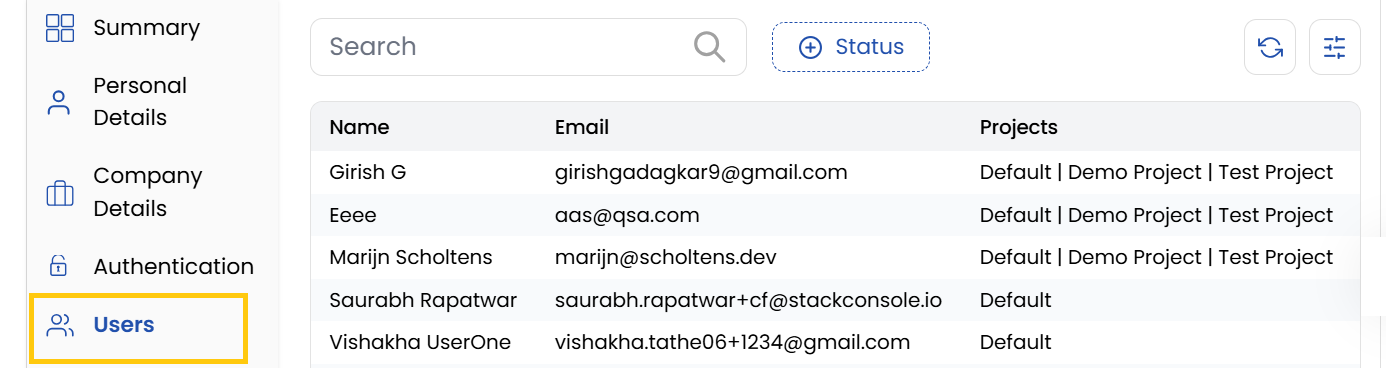 Summary
Personal
Details
Company
Details
Authentication
Users
Search
Status
Name Email Projects
Girish G girishgadagkar9@gmail.com Default | Demo Project | Test Project
Eeee aas@qsa.com Default | Demo Project | Test Project
Marijn Scholtens marijn@scholtens.dev Default | Demo Project | Test Project
Saurabh Rapatwar saurabh.rapatwar+cf@stackconsole.io Default
Vishakha UserOne vishakha.tathe06+1234@gmail.com Default